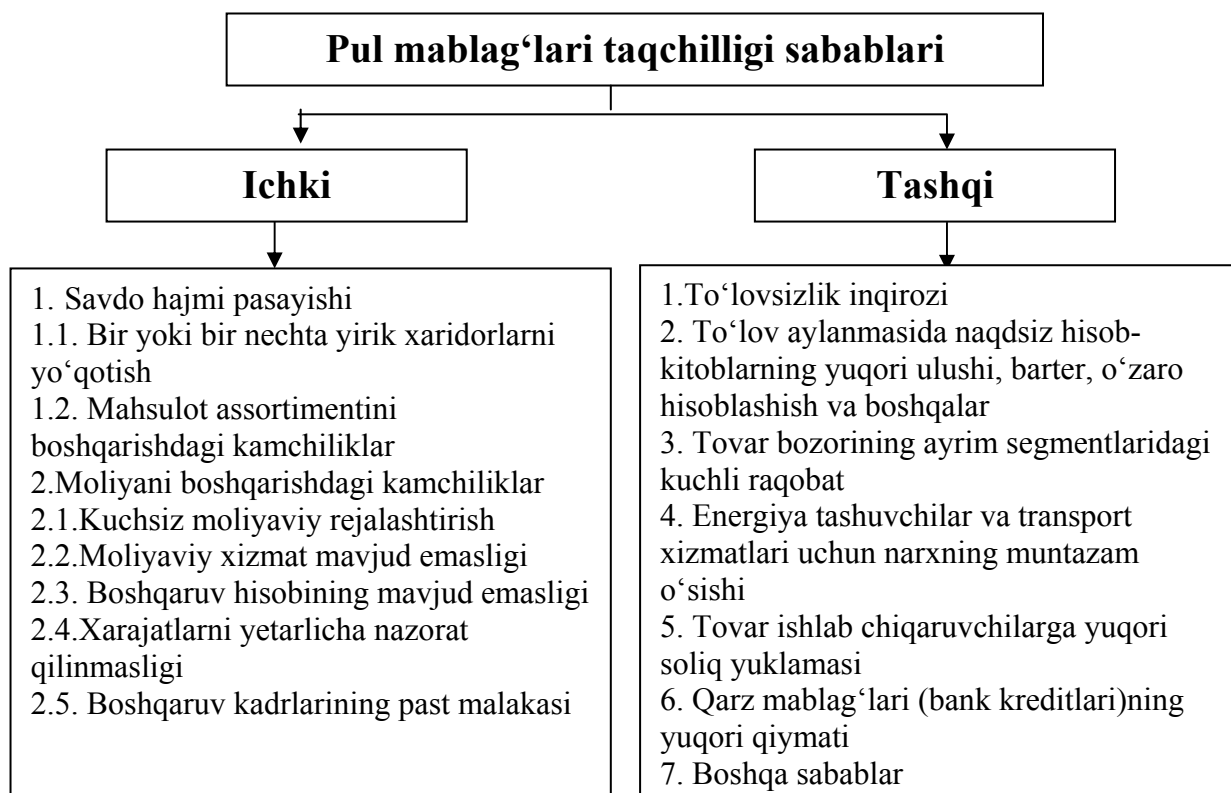 Pul mablag‘lari taqchilligi sabablari
Ichki
1. Savdo hajmi pasayishi
1.1. Bir yoki bir nechta yirik xaridorlarni
yo‘qotish
1.2. Mahsulot assortimentini
boshqarishdagi kamchiliklar
2.Moliyani boshqarishdagi kamchiliklar
2.1.Kuchsiz moliyaviy rejalashtirish
2.2.Moliyaviy xizmat mavjud emasligi
2.3. Boshqaruv hisobining mavjud emasligi
2.4.Xarajatlarni yetarlicha nazorat
qilinmasligi
2.5. Boshqaruv kadrlarining past malakasi
Tashqi
1.To‘lovsizlik inqirozi
2. To‘lov aylanmasida naqdsiz hisob-
kitoblarning yuqori ulushi, barter, o‘zaro
hisoblashish va boshqalar
3. Tovar bozorining ayrim segmentlaridagi
kuchli raqobat
4. Energiya tashuvchilar va transport
xizmatlari uchun narxning muntazam
o‘sishi
5. Tovar ishlab chiqaruvchilarga yuqori
soliq yuklamasi
6. Qarz mablag‘lari (bank kreditlari)ning
yuqori qiymati
7. Boshqa sabablar